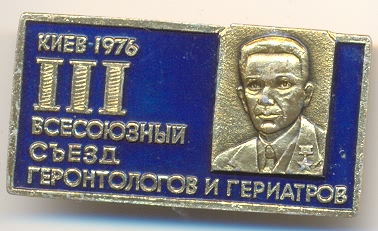 КИЕВ-1976
III
ВСЕСОЮЗНЫЙ
СЪЕЗД
ГЕРОНТОЛОГОВ И ГЕРИАТРОВ